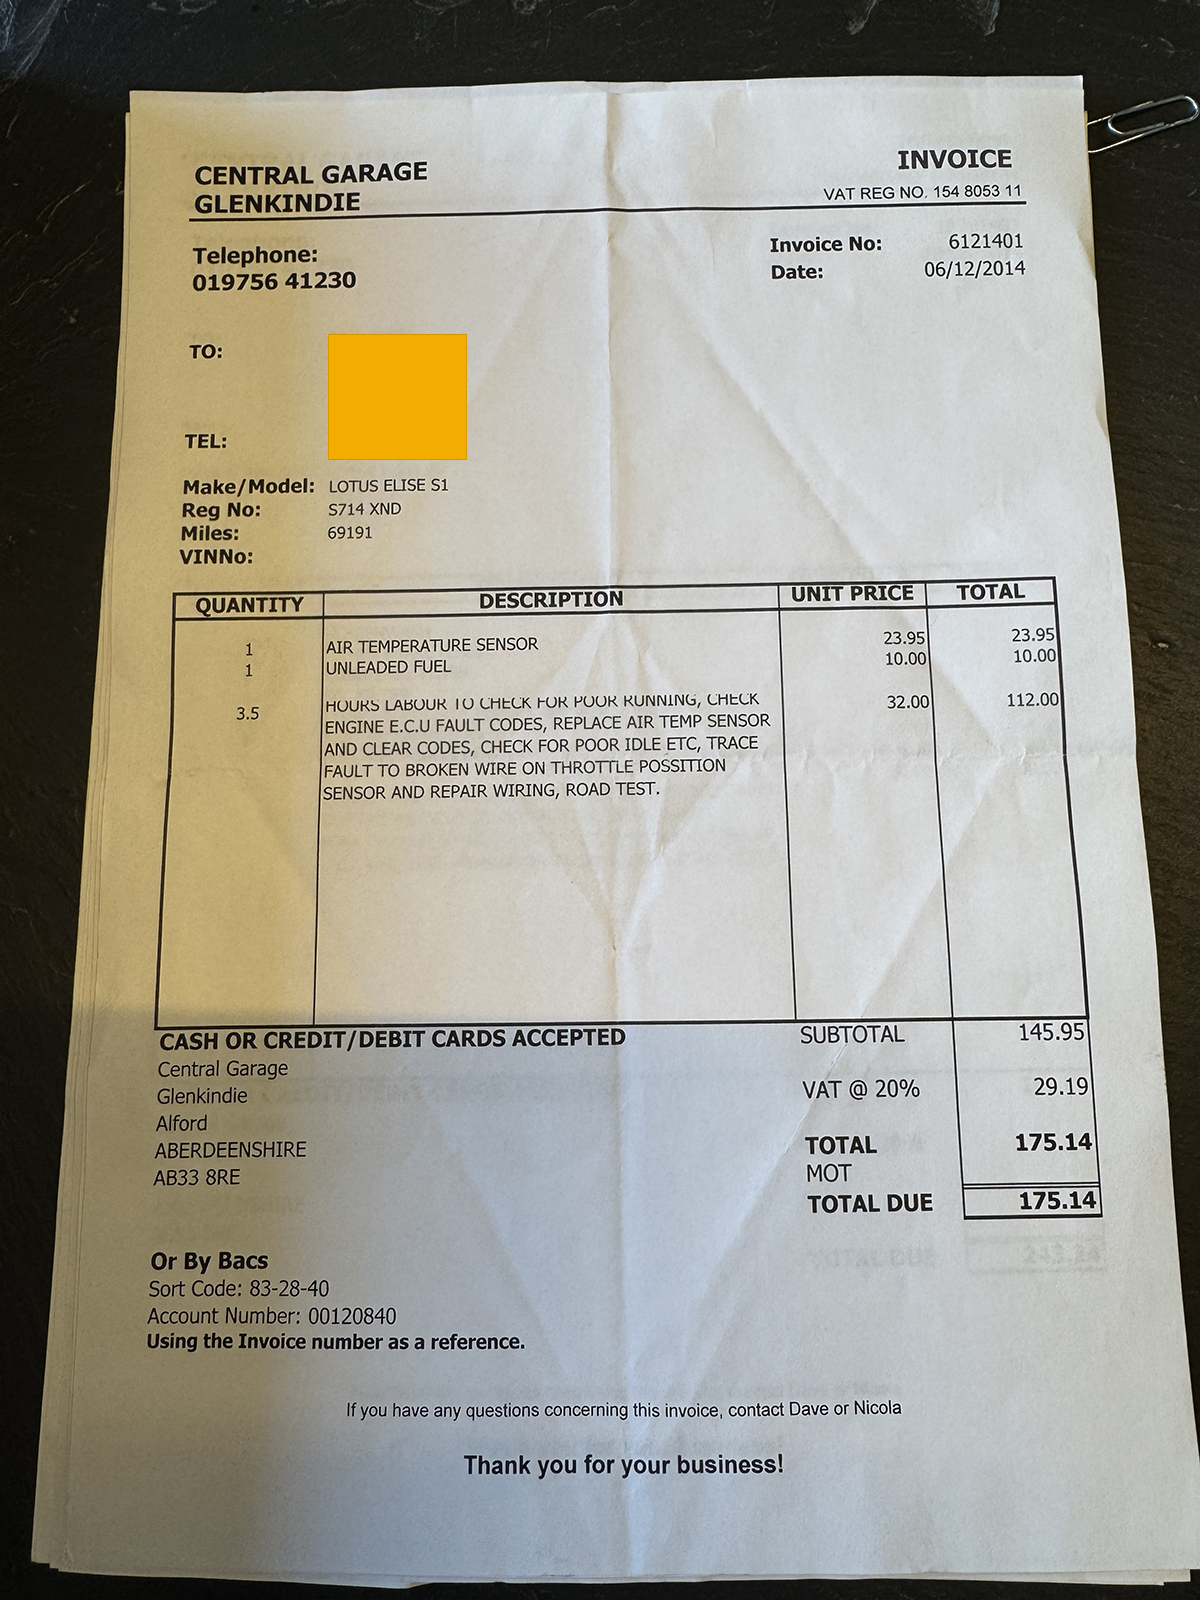 CENTRAL GARAGE
GLENKINDIE
INVOICE
VAT REG NO. 154 8053 11
Telephone:
019756 41230
Invoice No: 6121401
Date: 06/12/2014
TO:
TEL:
Make/Model: LOTUS ELISE S1
Reg No: S714 XND
Miles: 69191
VINNo:
QUANTITY DESCRIPTION UNIT PRICE TOTAL
1 AIR TEMPERATURE SENSOR 23.95 23.95
1 UNLEADED FUEL 10.00 10.00
3.5 HOURS LABOUR TO CHECK FOR POOR RUNNING, CHECK 32.00 112.00
ENGINE E.C.U FAULT CODES, REPLACE AIR TEMP SENSOR
AND CLEAR CODES, CHECK FOR POOR IDLE ETC, TRACE
FAULT TO BROKEN WIRE ON THROTTLE POSSITION
SENSOR AND REPAIR WIRING, ROAD TEST.
CASH OR CREDIT/DEBIT CARDS ACCEPTED
Central Garage
Glenkindie
Alford
ABERDEENSHIRE
AB33 8RE
SUBTOTAL 145.95
VAT @ 20% 29.19
TOTAL 175.14
MOT
TOTAL DUE 175.14
Or By Bacs
Sort Code: 83-28-40
Account Number: 00120840
Using the Invoice number as a reference.
If you have any questions concerning this invoice, contact Dave or Nicola
Thank you for your business!